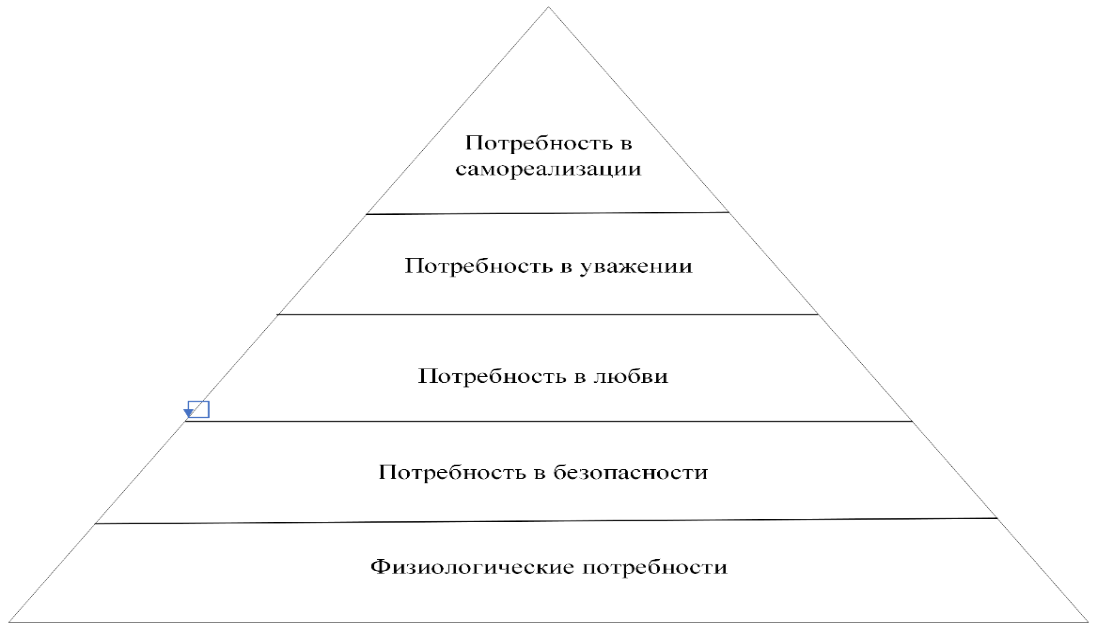 Потребность в
самореализации
Потребность в уважении
Потребность в любви
Потребность в безопасности
Физиологические потребности